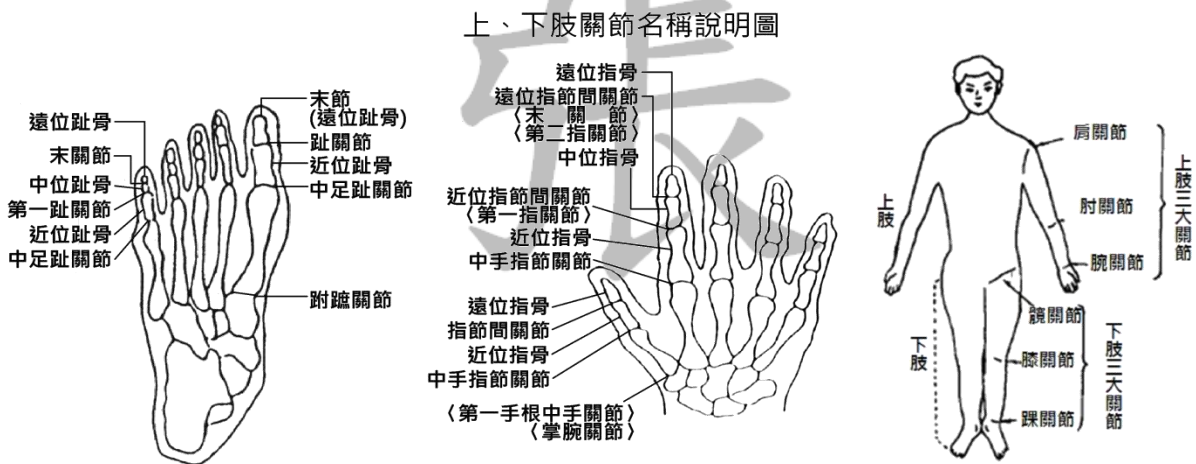 上、下肢關節名稱說明圖
張
遠位趾骨
末關節
中位趾骨
第一趾關節
近位趾骨
中足趾關節
末節
(遠位趾骨)
趾關節
近位趾骨
中足趾關節
跗蹠關節
遠位指骨
遠位指節間關節
〈末關節〉
〈第二指關節〉
中位指骨
近位指節間關節
〈第一指關節〉
近位指骨
中手指節關節
遠位指骨
指節間關節
近位指骨
中手指節關節
〈第一手根中手關節〉
〈掌腕關節〉
上肢
下肢
肩關節
肘關節
腕關節
上肢三大關節
髖關節
膝關節
踝關節
下肢三大關節